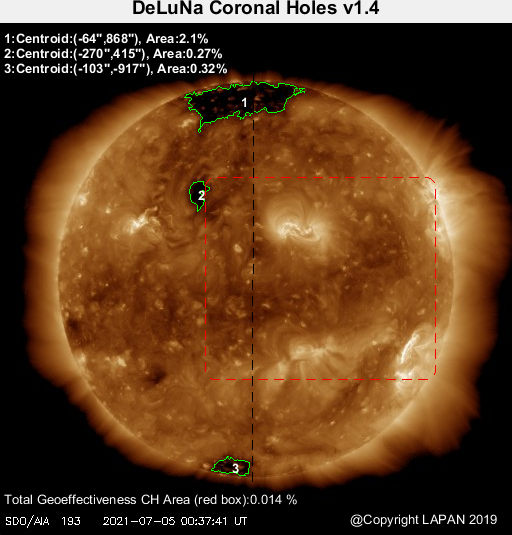 DeLuNa Coronal Holes v1.4
1:Centroid:(-64",868"), Area:2.1%
2:Centroid:(-270",415"), Area:0.27%
3:Centroid:(-103",-917"), Area:0.32%
1
2
3
Total Geoeffectiveness CH Area (red box):0.014 %
SDO/AIA 193 2021-07-05 00:37:41 UT
@Copyright LAPAN 2019